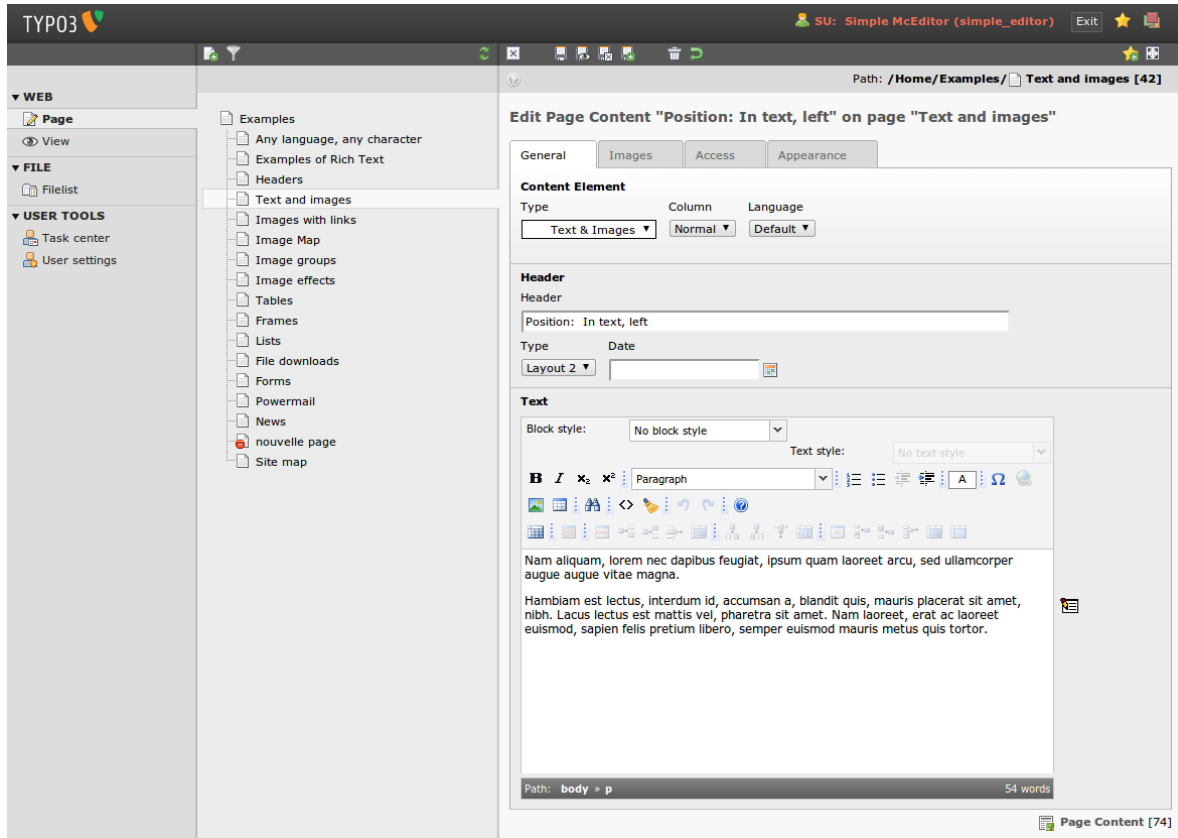 TYPO3
SU: Simple McEditor (simple_editor)
Exit
Path: /Home/Examples/ Text and images [42]
WEB
Page
View
FILE
Filelist
USER TOOLS
Task center
User settings
Examples
Any language, any character
Examples of Rich Text
Headers
Text and images
Images with links
Image Map
Image groups
Image effects
Tables
Frames
Lists
File downloads
Forms
Powermail
News
nouvelle page
Site map
Edit Page Content "Position: In text, left" on page "Text and images"
General Images Access Appearance
Content Element
Type Column Language
Text & Images Normal Default
Header
Header
Position: In text, left
Type Date
Layout 2
Text
Block style: No block style
Text style: No text style
B I x₂ x² Paragraph A Ω
Nam aliquam, lorem nec dapibus feugiat, ipsum quam laoreet arcu, sed ullamcorper
augue augue vitae magna.
Hambiam est lectus, interdum id, accumsan a, blandit quis, mauris placerat sit amet,
nibh. Lacus lectus est mattis vel, pharetra sit amet. Nam laoreet, erat ac laoreet
euismod, sapien felis pretium libero, semper euismod mauris metus quis tortor.
Path: body » p 54 words
Page Content [74]